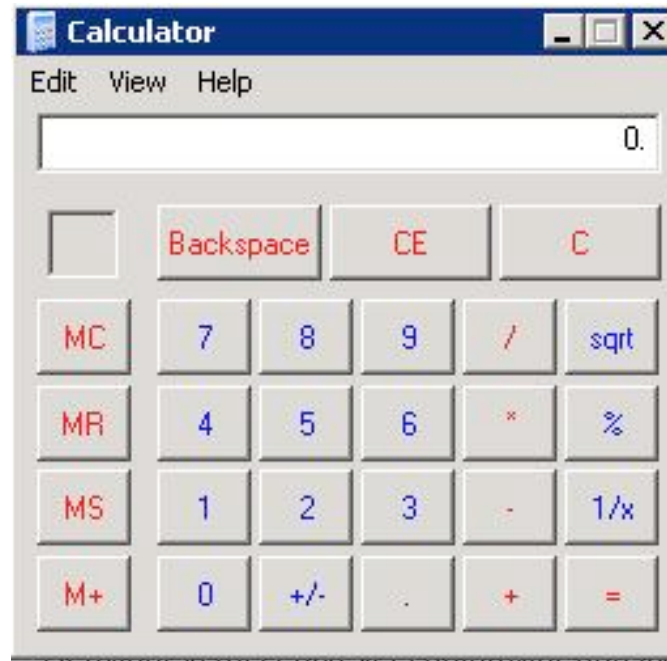 Calculator
Edit View Help
0.
Backspace CE C
MC 7 8 9 / sqrt
MR 4 5 6 * %
MS 1 2 3 - 1/x
M+ 0 +/- . + =